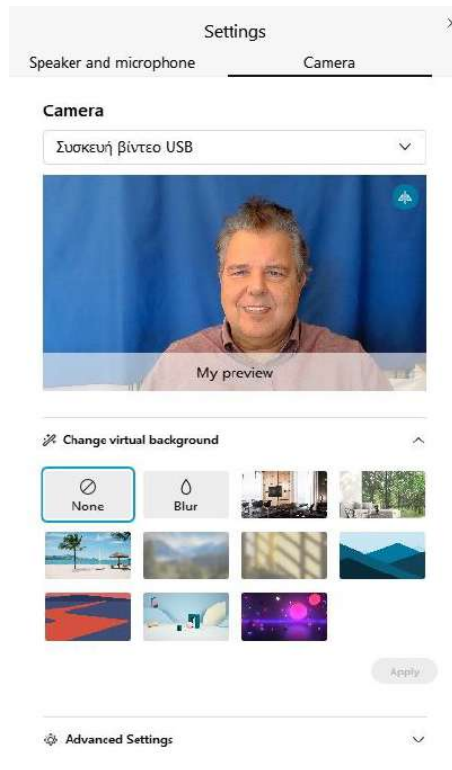 Settings
Speaker and microphone Camera
Camera
Συσκευή βίντεο USB
My preview
Change virtual background
None Blur
Apply
Advanced Settings